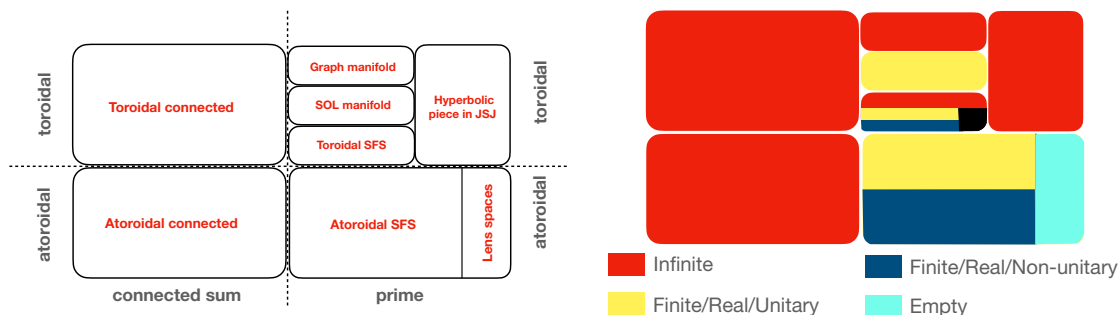 toroidal
Toroidal connected
Graph manifold
SOL manifold
Toroidal SFS
Hyperbolic
piece in JSJ
toroidal
atoroidal
Atoroidal connected
Atoroidal SFS
Lens spaces
atoroidal
connected sum
prime
Infinite
Finite/Real/Non-unitary
Finite/Real/Unitary
Empty